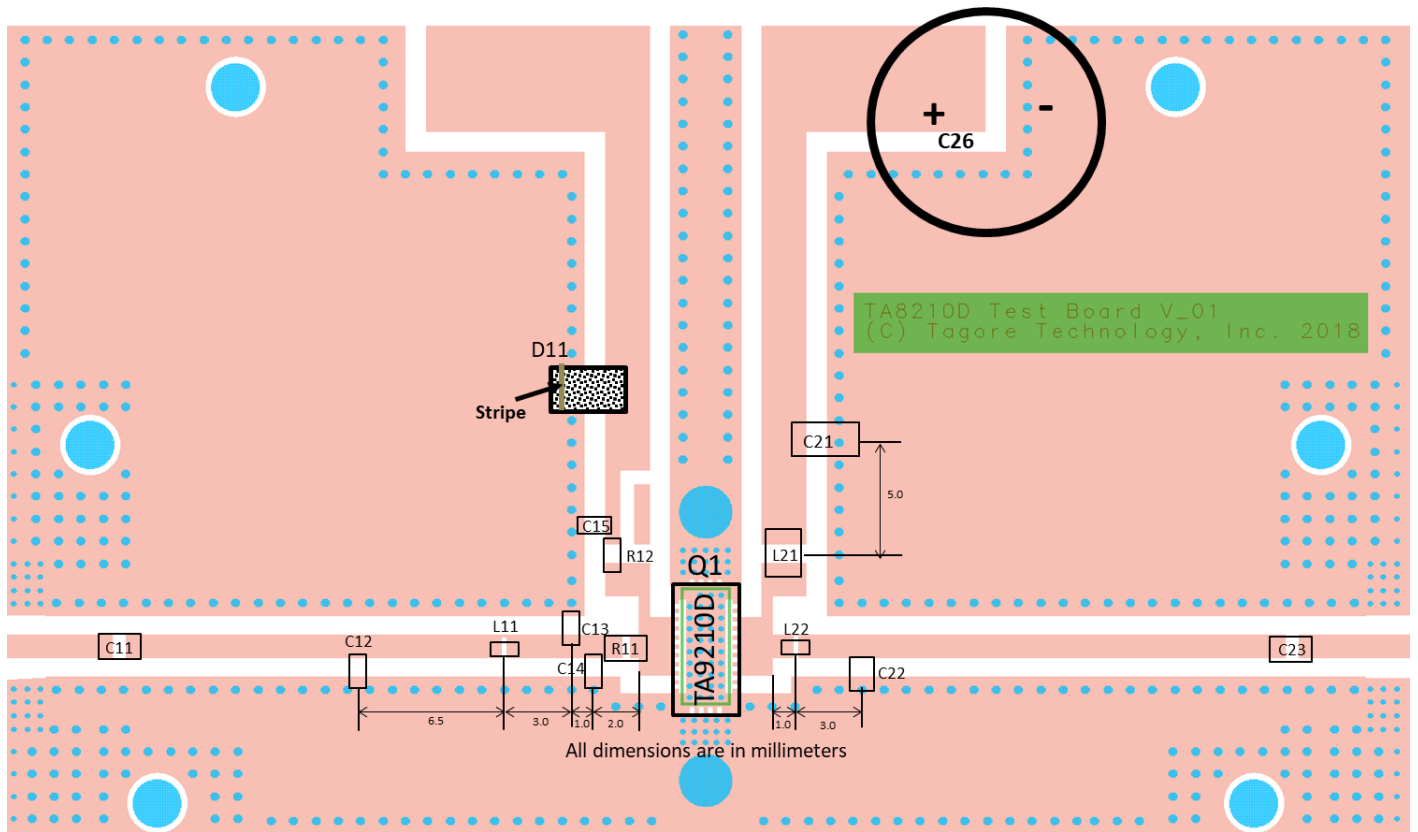 + -
C26
TA8210D Test Board V_01
(C) Tagore Technology, Inc. 2018
D11
Stripe
C21
5.0
C15
R12
L21
Q1
TA9210D
C11
C12
L11
C13
C14
R11
L22
C22
C23
6.5
3.0
1.0
2.0
1.0
3.0
All dimensions are in millimeters